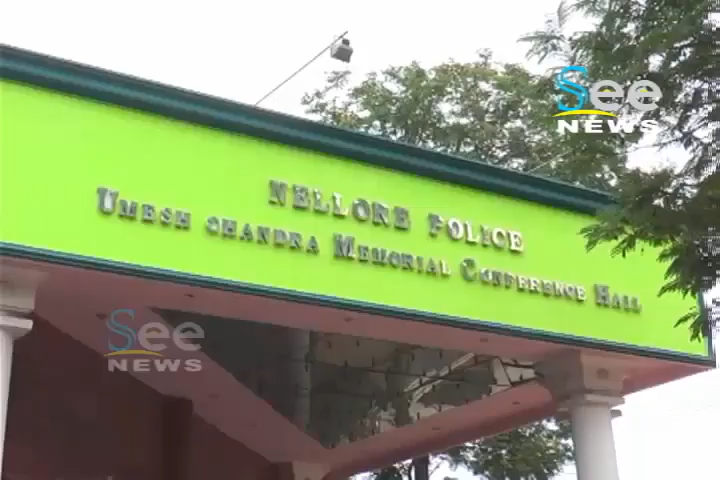 See
NEWS
NELLORE POLICE
UMESH CHANDRA MEMORIAL CONFERENCE HALL
See
NEWS